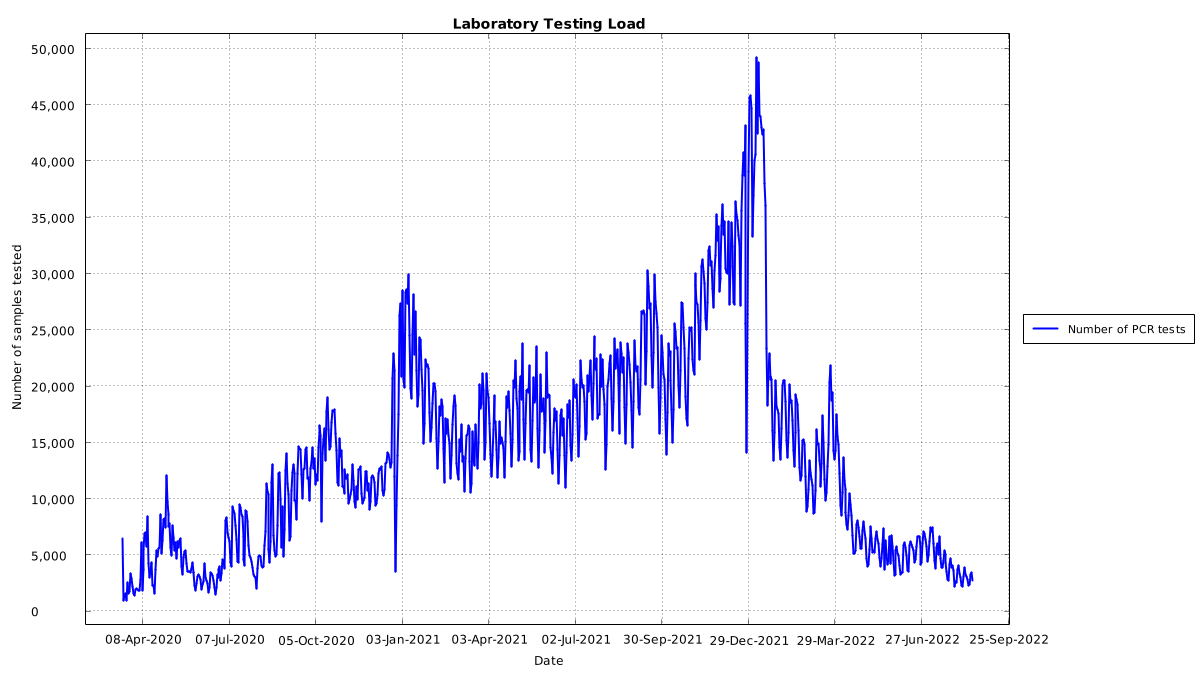 Laboratory Testing Load
50,000
45,000
40,000
35,000
30,000
25,000
20,000
15,000
10,000
5,000
0
Number of samples tested
08-Apr-2020 07-Jul-2020 05-Oct-2020 03-Jan-2021 03-Apr-2021 02-Jul-2021 30-Sep-2021 29-Dec-2021 29-Mar-2022 27-Jun-2022 25-Sep-2022
Date
Number of PCR tests